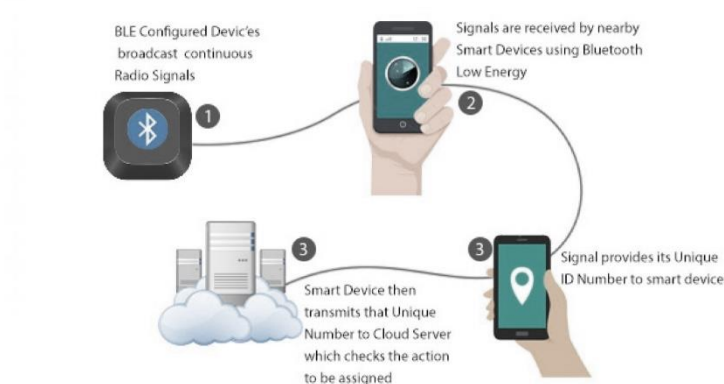 BLE Configured Devic'es
broadcast continuous
Radio Signals
1
Signals are received by nearby
Smart Devices using Bluetooth
Low Energy
2
3
Signal provides its Unique
ID Number to smart device
3
Smart Device then
transmits that Unique
Number to Cloud Server
which checks the action
to be assigned